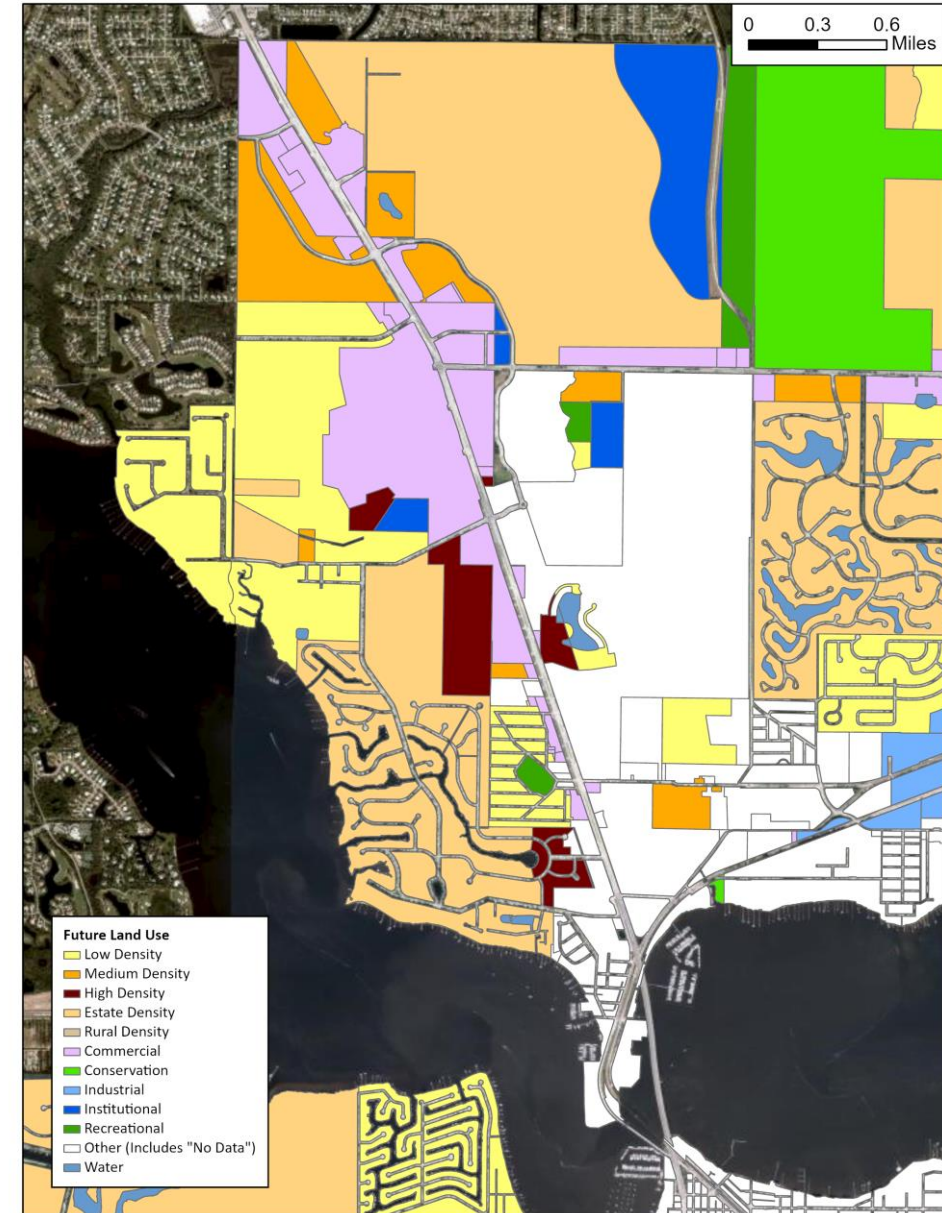 0 0.3 0.6
Miles
Future Land Use
Low Density
Medium Density
High Density
Estate Density
Rural Density
Commercial
Conservation
Industrial
Institutional
Recreational
Other (Includes "No Data")
Water